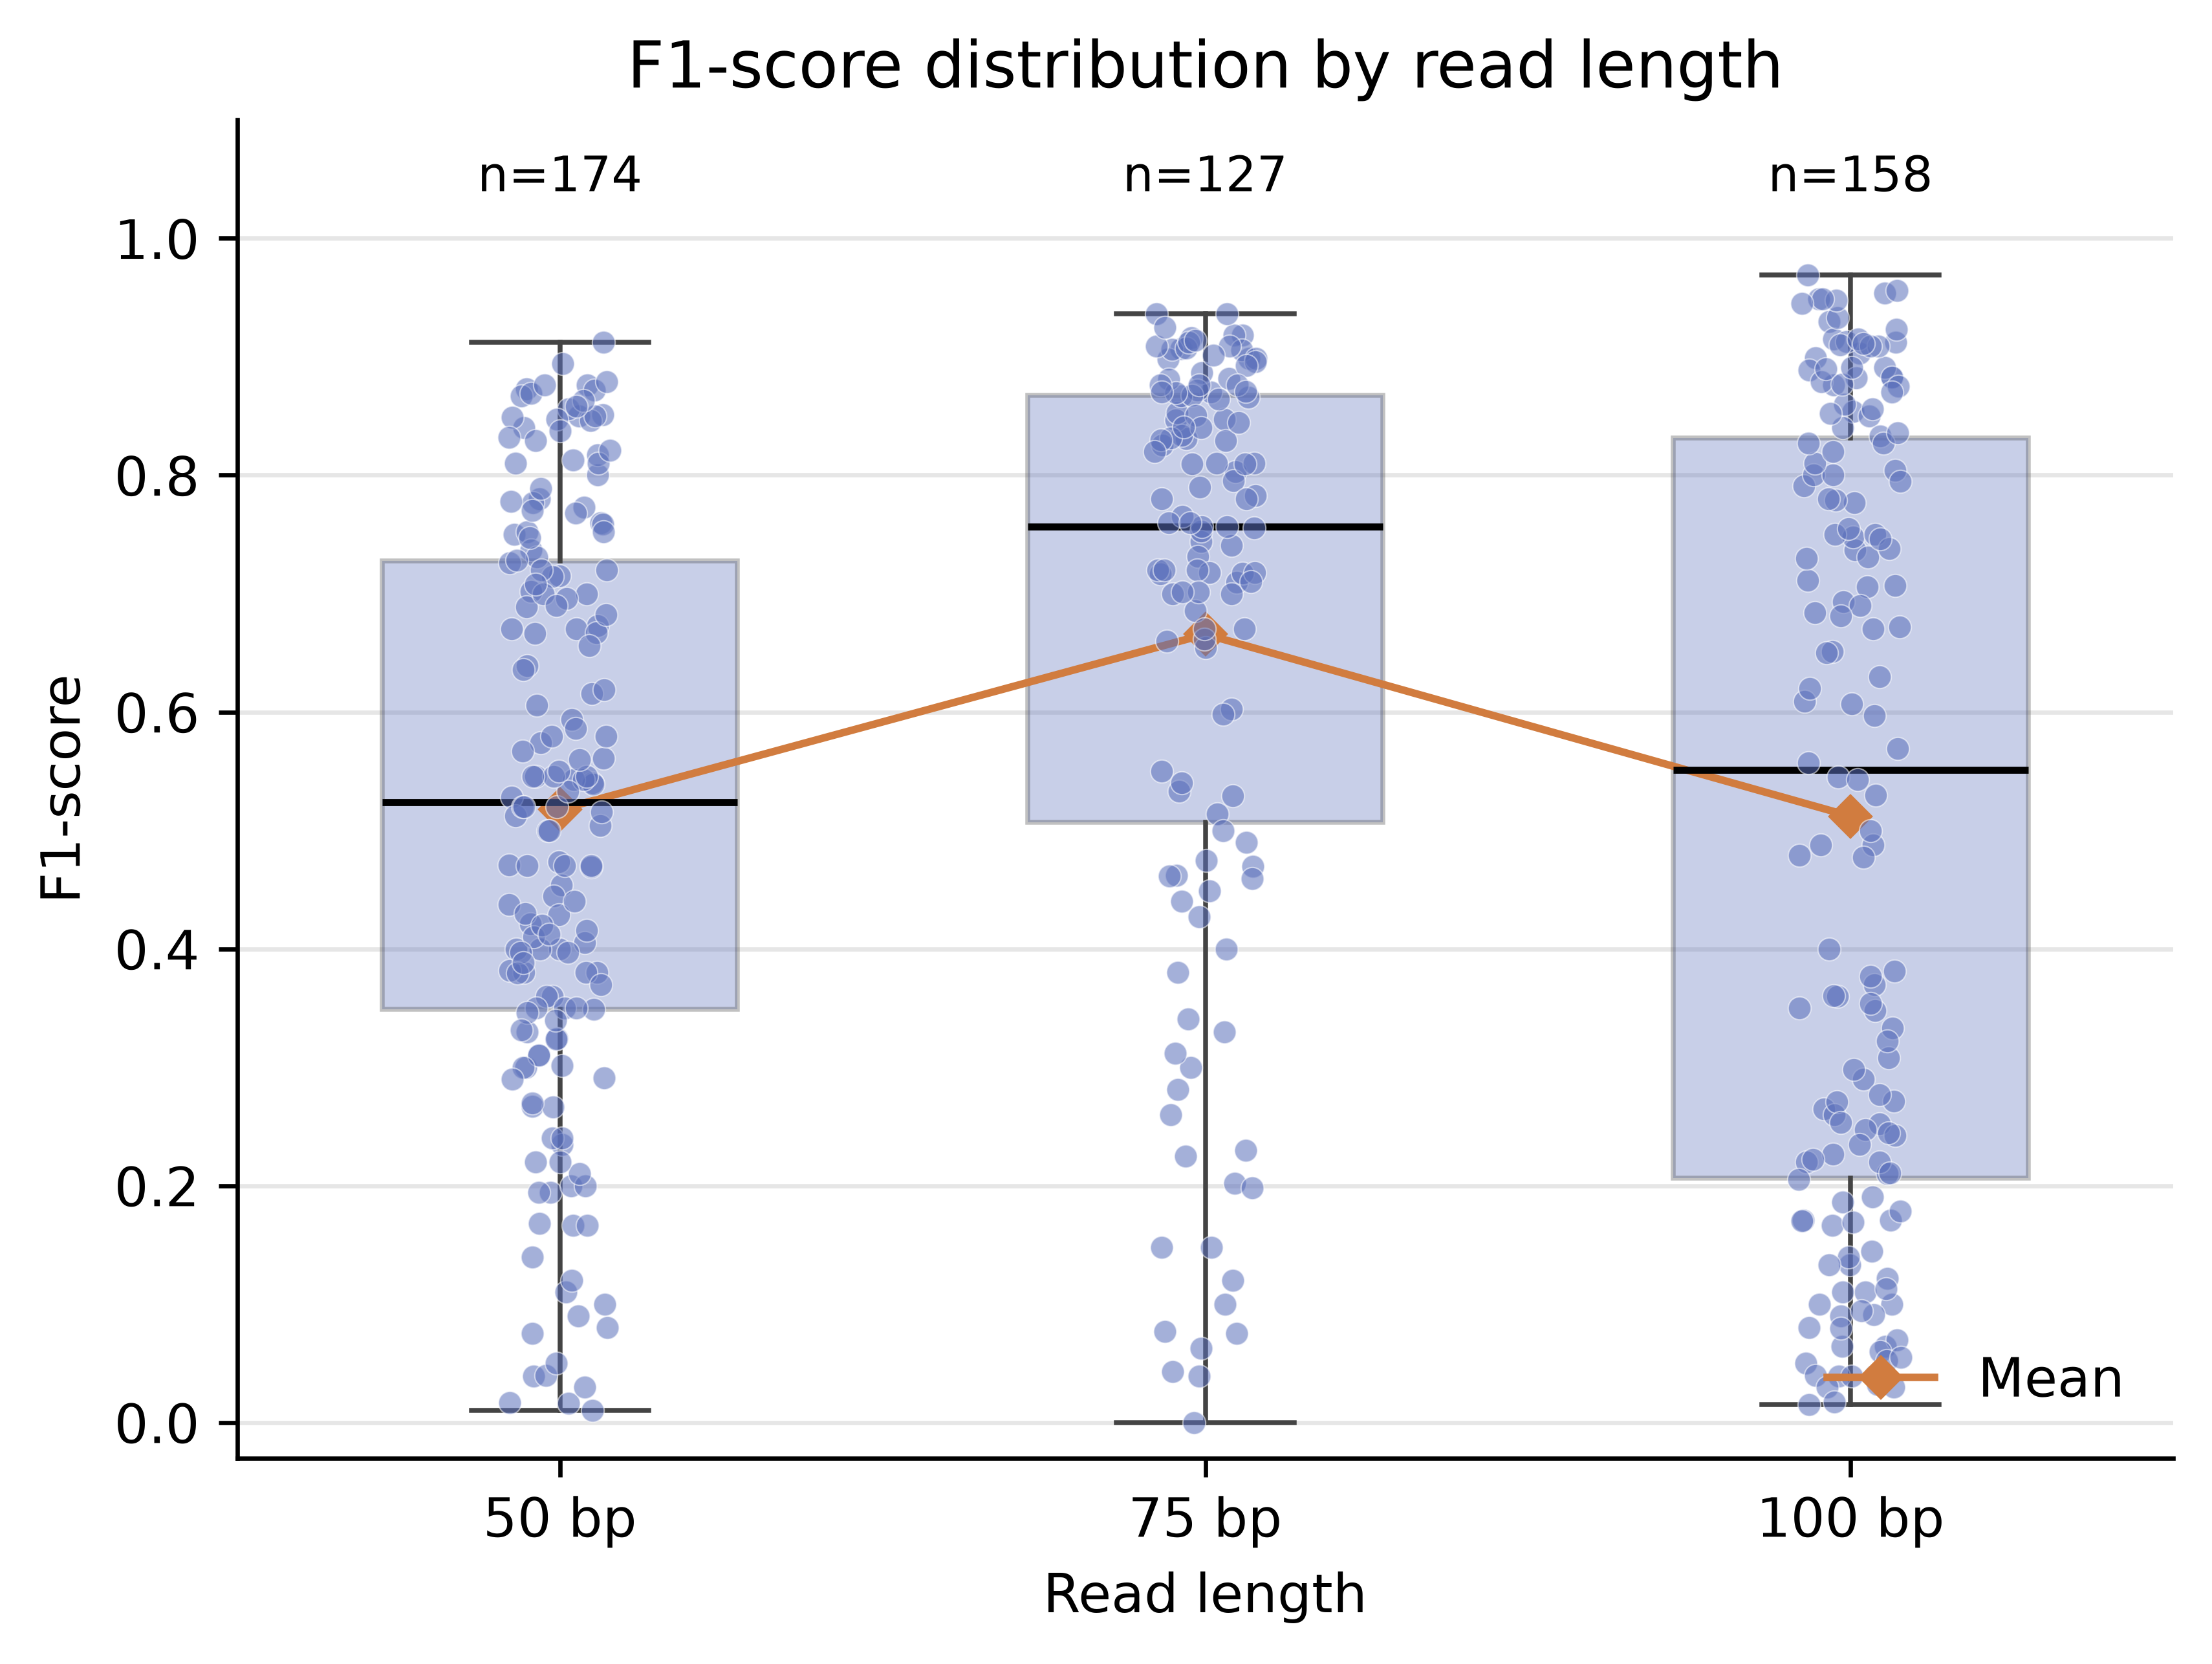 F1-score distribution by read length
n=174
n=127
n=158
1.0
0.8
0.6
0.4
0.2
0.0
F1-score
Mean
50 bp
75 bp
100 bp
Read length